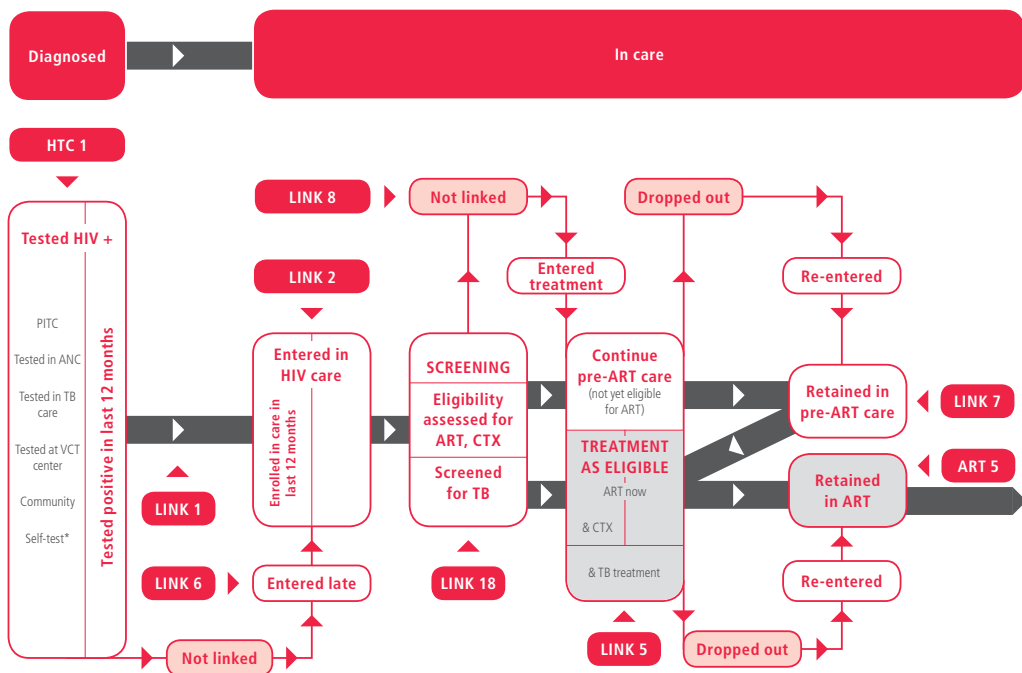 Diagnosed
In care
HTC 1
Tested HIV +
PITC
Tested in ANC
Tested in TB
care
Tested at VCT
center
Community
Self-test*
Tested positive in last 12 months
LINK 1
LINK 6
Not linked
Entered late
LINK 2
Entered in
HIV care
Enrolled in care in
last 12 months
LINK 8
Not linked
Entered
treatment
SCREENING
Eligibility
assessed for
ART, CTX
Screened
for TB
LINK 18
Continue
pre-ART care
(not yet eligible
for ART)
TREATMENT
AS ELIGIBLE
ART now
& CTX
& TB treatment
LINK 5
Dropped out
Re-entered
Retained in
pre-ART care
LINK 7
ART 5
Retained
in ART
Re-entered
Dropped out